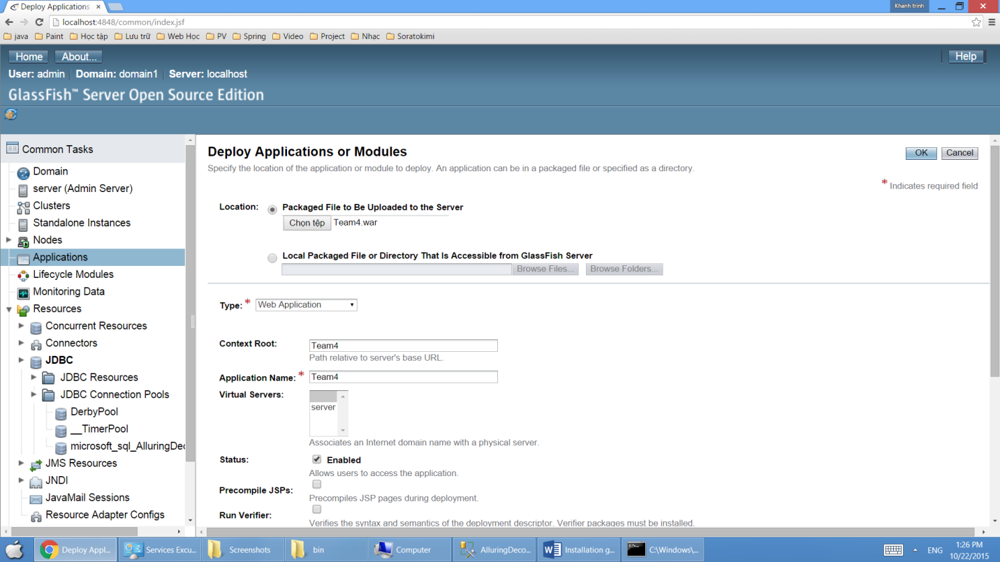 Deploy Applications ×
Khanh trinh
localhost:4848/common/index.jsf
java Paint Học tập Lưu trữ Web Học PV Spring Video Project Nhạc Soratokimi
Home About... Help
User: admin Domain: domain1 Server: localhost
GlassFish™ Server Open Source Edition
Common Tasks
Domain
server (Admin Server)
Clusters
Standalone Instances
Nodes
Applications
Lifecycle Modules
Monitoring Data
Resources
Concurrent Resources
Connectors
JDBC
JDBC Resources
JDBC Connection Pools
DerbyPool
__TimerPool
microsoft_sql_AlluringDec
JMS Resources
JNDI
JavaMail Sessions
Resource Adapter Configs
Deploy Applications or Modules
OK Cancel
Specify the location of the application or module to deploy. An application can be in a packaged file or specified as a directory.
* Indicates required field
Location: Packaged File to Be Uploaded to the Server
Chọn tệp Team4.war
Local Packaged File or Directory That Is Accessible from GlassFish Server
Browse Files... Browse Folders...
Type: * Web Application
Context Root: Team4
Path relative to server's base URL.
Application Name: * Team4
Virtual Servers:
server
Associates an Internet domain name with a physical server.
Status: Enabled
Allows users to access the application.
Precompile JSPs:
Precompiles JSP pages during deployment.
Run Verifier:
Verifies the syntax and semantics of the deployment descriptor. Verifier packages must be installed.
Deploy Appl... Services Excu... Screenshots bin Computer AlluringDeco... Installation g... C:\Windows\...
ENG
1:26 PM
10/22/2015